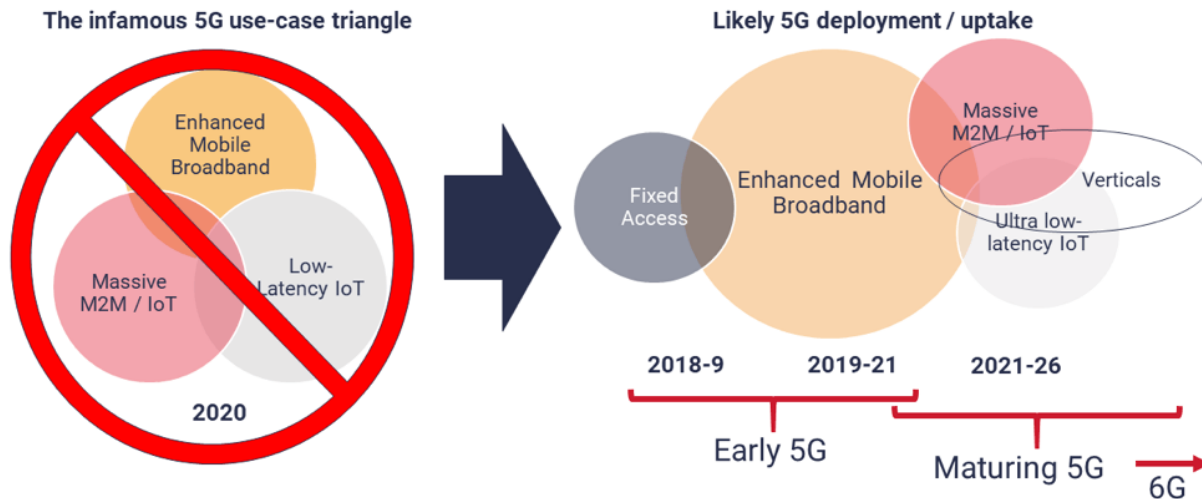 The infamous 5G use-case triangle
Enhanced
Mobile
Broadband
Massive
M2M / IoT
Low-
Latency IoT
2020
Likely 5G deployment / uptake
Fixed
Access
Enhanced Mobile
Broadband
Massive
M2M / IoT
Verticals
Ultra low-
latency IoT
2018-9
2019-21
2021-26
Early 5G
Maturing 5G
6G